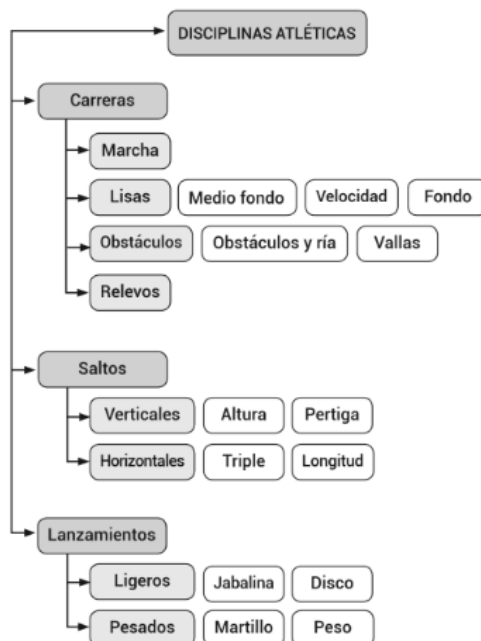 DISCIPLINAS ATLÉTICAS
Carreras
Marcha
Lisas Medio fondo Velocidad Fondo
Obstáculos Obstáculos y ría Vallas
Relevos
Saltos
Verticales Altura Pertiga
Horizontales Triple Longitud
Lanzamientos
Ligeros Jabalina Disco
Pesados Martillo Peso